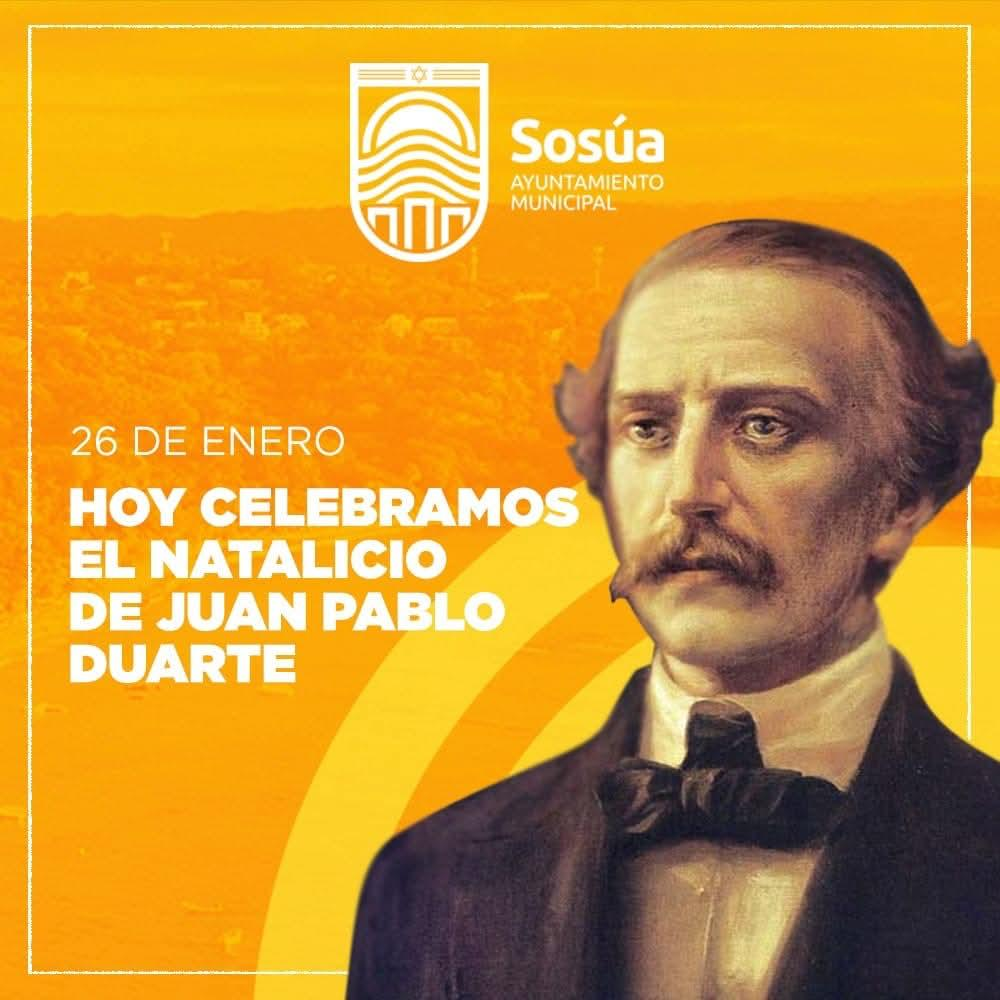 Sosúa
AYUNTAMIENTO
MUNICIPAL
26 DE ENERO
HOY CELEBRAMOS
EL NATALICIO
DE JUAN PABLO
DUARTE